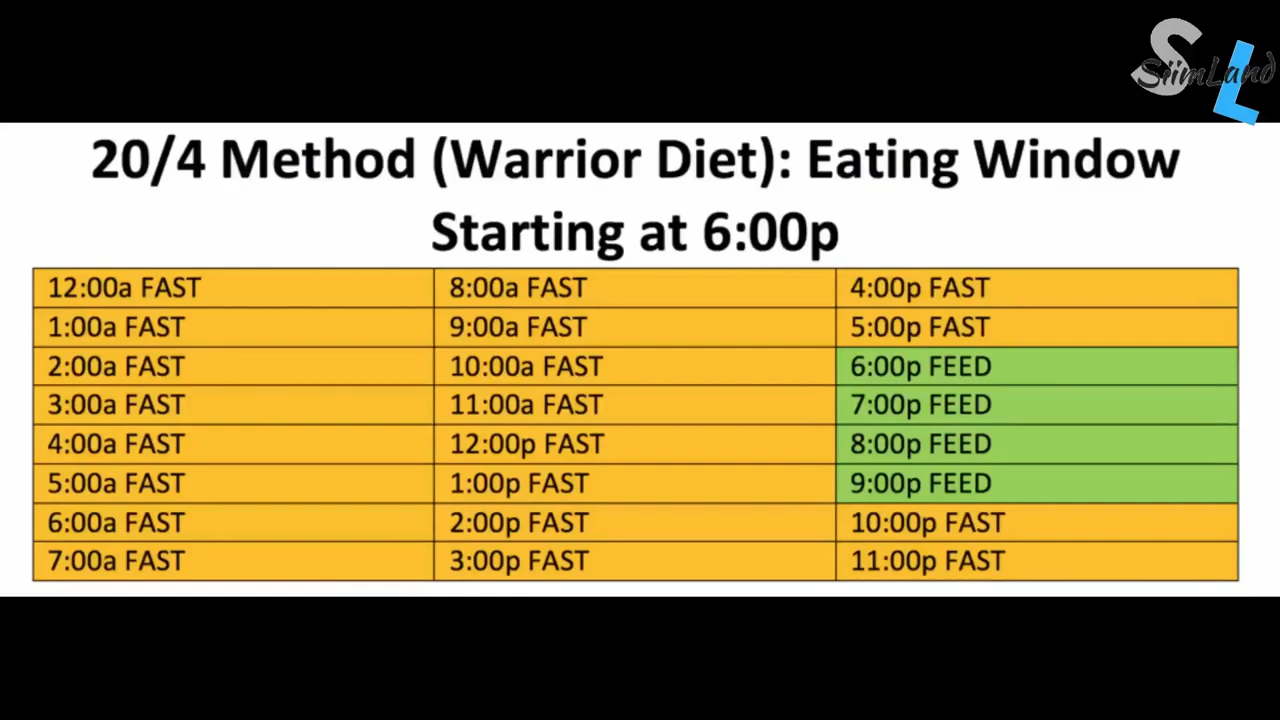 SiimLand
20/4 Method (Warrior Diet): Eating Window
Starting at 6:00p
12:00a FAST 8:00a FAST 4:00p FAST
1:00a FAST 9:00a FAST 5:00p FAST
2:00a FAST 10:00a FAST 6:00p FEED
3:00a FAST 11:00a FAST 7:00p FEED
4:00a FAST 12:00p FAST 8:00p FEED
5:00a FAST 1:00p FAST 9:00p FEED
6:00a FAST 2:00p FAST 10:00p FAST
7:00a FAST 3:00p FAST 11:00p FAST